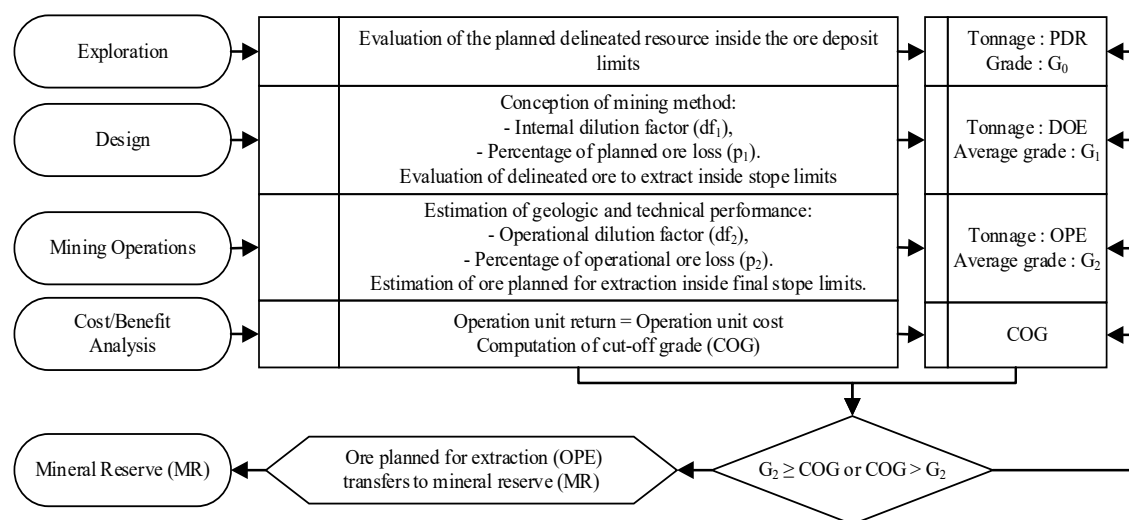 Exploration
Evaluation of the planned delineated resource inside the ore deposit
limits
Tonnage : PDR
Grade : G₀
Design
Conception of mining method:
- Internal dilution factor (df₁),
- Percentage of planned ore loss (p₁).
Evaluation of delineated ore to extract inside stope limits
Tonnage : DOE
Average grade : G₁
Mining Operations
Estimation of geologic and technical performance:
- Operational dilution factor (df₂),
- Percentage of operational ore loss (p₂).
Estimation of ore planned for extraction inside final stope limits.
Tonnage : OPE
Average grade : G₂
Cost/Benefit
Analysis
Operation unit return = Operation unit cost
Computation of cut-off grade (COG)
COG
Mineral Reserve (MR)
Ore planned for extraction (OPE)
transfers to mineral reserve (MR)
G₂ ≥ COG or COG > G₂